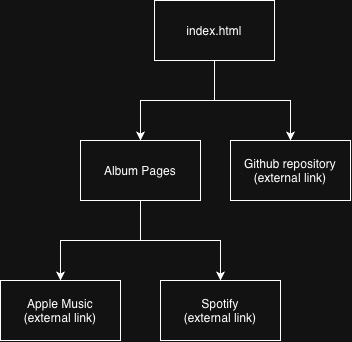 index.html
Album Pages
Github repository
(external link)
Apple Music
(external link)
Spotify
(external link)